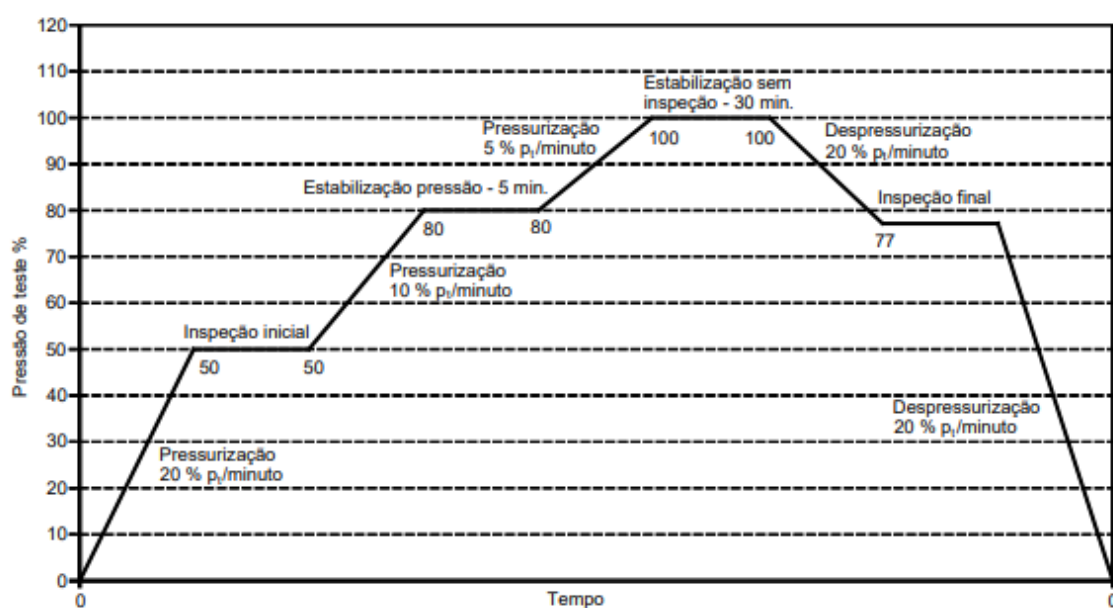 120
110
100
90
80
70
60
50
40
30
20
10
0
Pressão de teste %
Estabilização sem
inspeção - 30 min.
Pressurização
5 % pt/minuto
100
100
Despressurização
20 % pt/minuto
Estabilização pressão - 5 min.
80
80
Inspeção final
77
Pressurização
10 % pt/minuto
Inspeção inicial
50
50
Despressurização
20 % pt/minuto
Pressurização
20 % pt/minuto
0
Tempo
0